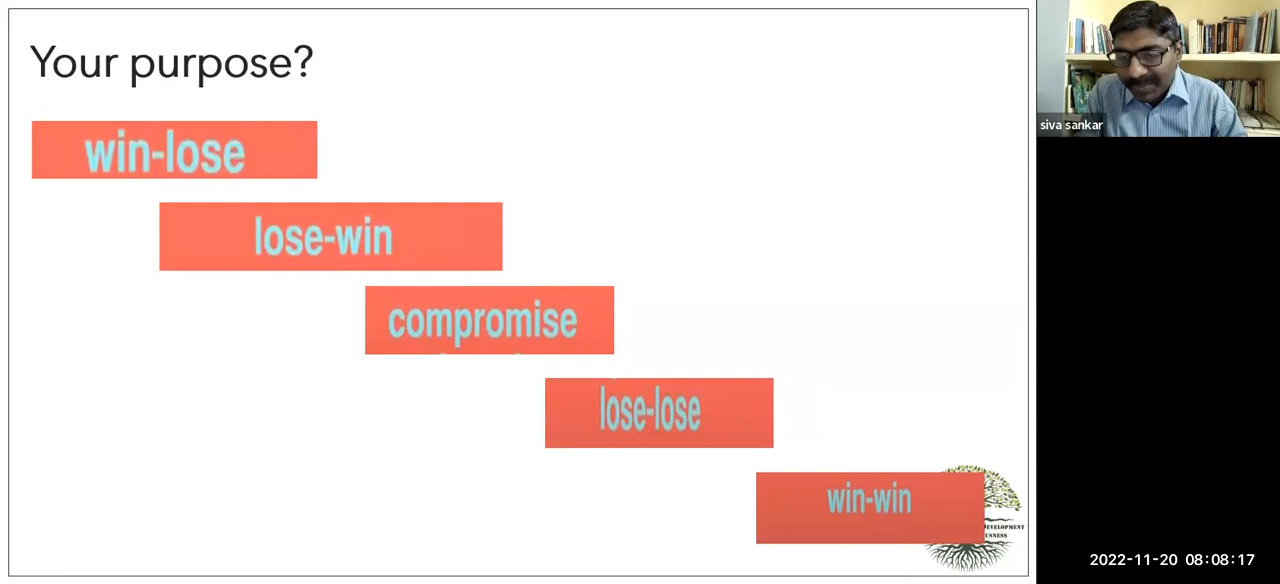 Your purpose?
siva sankar
win-lose
lose-win
compromise
lose-lose
win-win
2022-11-20 08:08:17